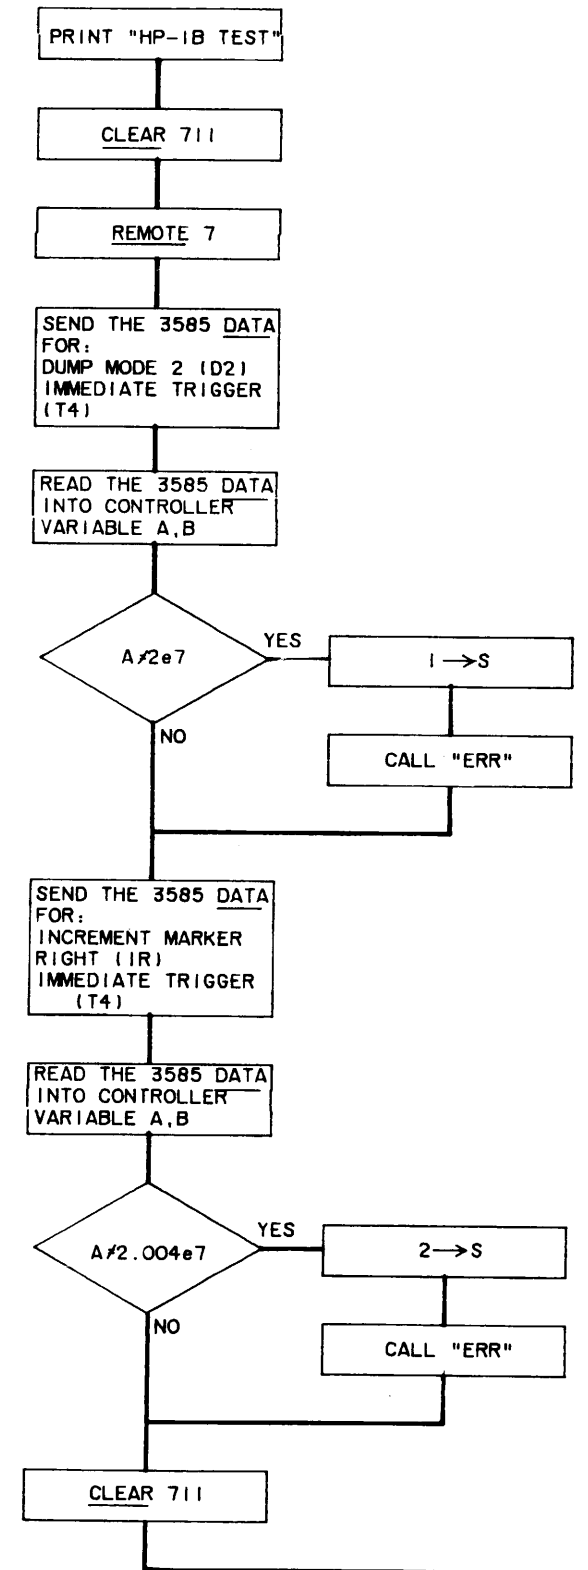 PRINT "HP-IB TEST"
CLEAR 711
REMOTE 7
SEND THE 3585 DATA
FOR:
DUMP MODE 2 (D2)
IMMEDIATE TRIGGER
(T4)
READ THE 3585 DATA
INTO CONTROLLER
VARIABLE A,B
A≠2e7
YES
1→S
CALL "ERR"
NO
SEND THE 3585 DATA
FOR:
INCREMENT MARKER
RIGHT (IR)
IMMEDIATE TRIGGER
(T4)
READ THE 3585 DATA
INTO CONTROLLER
VARIABLE A,B
A≠2.004e7
YES
2→S
CALL "ERR"
NO
CLEAR 711